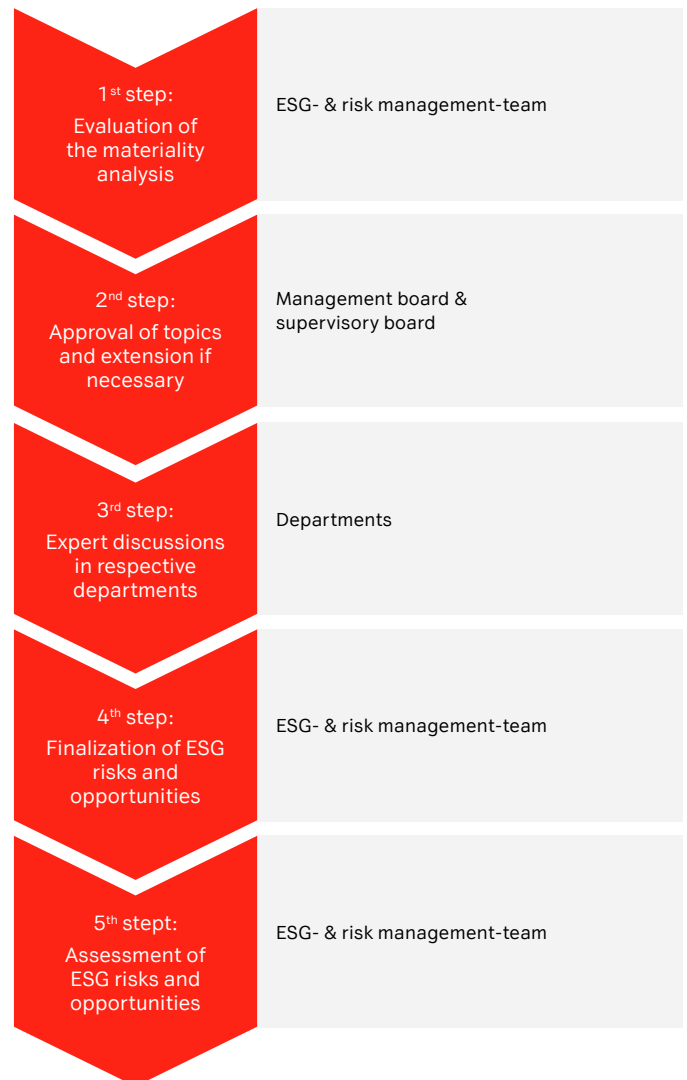 1st step:
Evaluation of
the materiality
analysis
ESG- & risk management-team
2nd step:
Approval of topics
and extension if
necessary
Management board &
supervisory board
3rd step:
Expert discussions
in respective
departments
Departments
4th step:
Finalization of ESG
risks and
opportunities
ESG- & risk management-team
5th stept:
Assessment of
ESG risks and
opportunities
ESG- & risk management-team